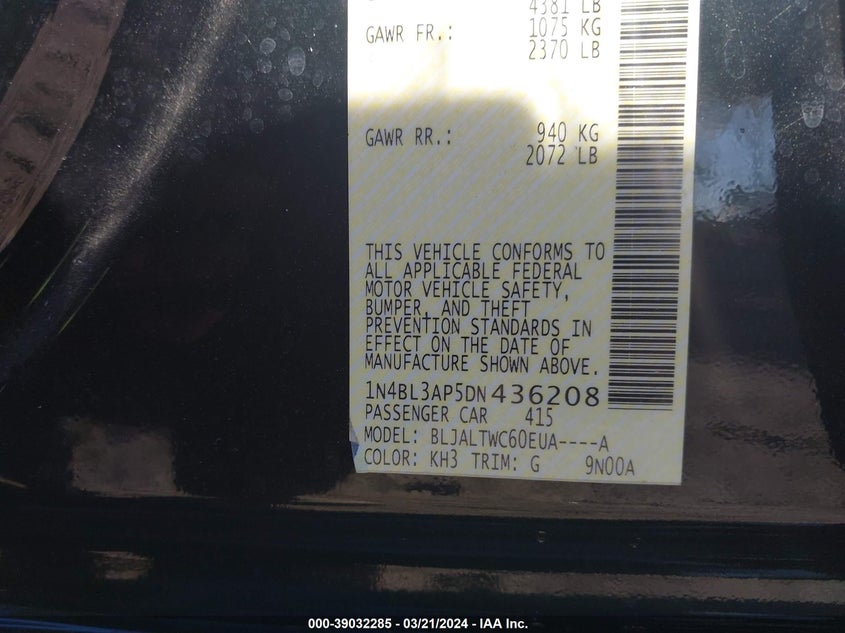 4381 LB
GAWR FR.: 1075 KG
2370 LB
GAWR RR.: 940 KG
2072 LB
THIS VEHICLE CONFORMS TO
ALL APPLICABLE FEDERAL
MOTOR VEHICLE SAFETY,
BUMPER, AND THEFT
PREVENTION STANDARDS IN
EFFECT ON THE DATE OF
MANUFACTURE SHOWN ABOVE.
1N4BL3AP5DN436208
PASSENGER CAR 415
MODEL: BLJALTWC60EUA----A
COLOR: KH3 TRIM: G 9N00A
000-39032285 - 03/21/2024 - IAA Inc.